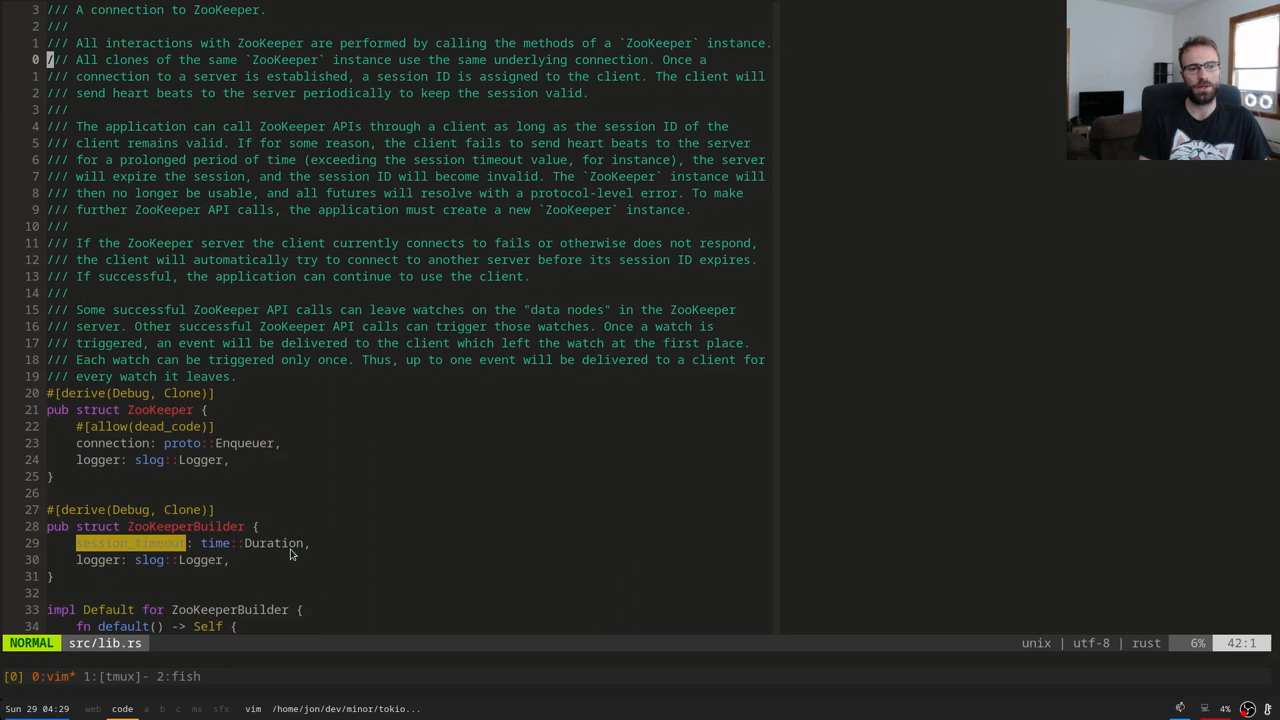 3 /// A connection to ZooKeeper.
2 ///
1 /// All interactions with ZooKeeper are performed by calling the methods of a `ZooKeeper` instance.
0 /// All clones of the same `ZooKeeper` instance use the same underlying connection. Once a
1 /// connection to a server is established, a session ID is assigned to the client. The client will
2 /// send heart beats to the server periodically to keep the session valid.
3 ///
4 /// The application can call ZooKeeper APIs through a client as long as the session ID of the
5 /// client remains valid. If for some reason, the client fails to send heart beats to the server
6 /// for a prolonged period of time (exceeding the session timeout value, for instance), the server
7 /// will expire the session, and the session ID will become invalid. The `ZooKeeper` instance will
8 /// then no longer be usable, and all futures will resolve with a protocol-level error. To make
9 /// further ZooKeeper API calls, the application must create a new `ZooKeeper` instance.
10 ///
11 /// If the ZooKeeper server the client currently connects to fails or otherwise does not respond,
12 /// the client will automatically try to connect to another server before its session ID expires.
13 /// If successful, the application can continue to use the client.
14 ///
15 /// Some successful ZooKeeper API calls can leave watches on the "data nodes" in the ZooKeeper
16 /// server. Other successful ZooKeeper API calls can trigger those watches. Once a watch is
17 /// triggered, an event will be delivered to the client which left the watch at the first place.
18 /// Each watch can be triggered only once. Thus, up to one event will be delivered to a client for
19 /// every watch it leaves.
20 #[derive(Debug, Clone)]
21 pub struct ZooKeeper {
22 #[allow(dead_code)]
23 connection: proto::Enqueuer,
24 logger: slog::Logger,
25 }
26
27 #[derive(Debug, Clone)]
28 pub struct ZooKeeperBuilder {
29 session_timeout: time::Duration,
30 logger: slog::Logger,
31 }
32
33 impl Default for ZooKeeperBuilder {
34 fn default() -> Self {
NORMAL src/lib.rs unix | utf-8 | rust 6% 42:1
[0] 0:vim* 1:[tmux]- 2:fish
Sun 29 04:29 web code a b c mx sfx vim /home/jon/dev/minor/tokio... 4%